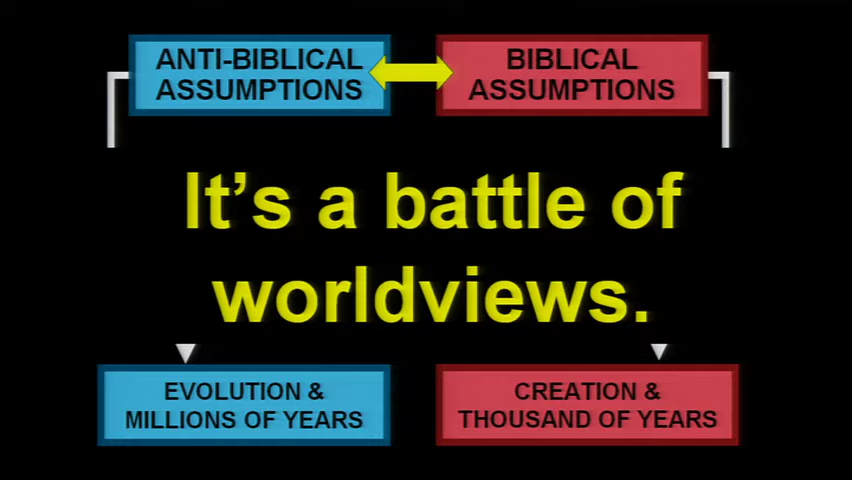 ANTI-BIBLICAL
ASSUMPTIONS
BIBLICAL
ASSUMPTIONS
It's a battle of
worldviews.
EVOLUTION &
MILLIONS OF YEARS
CREATION &
THOUSAND OF YEARS